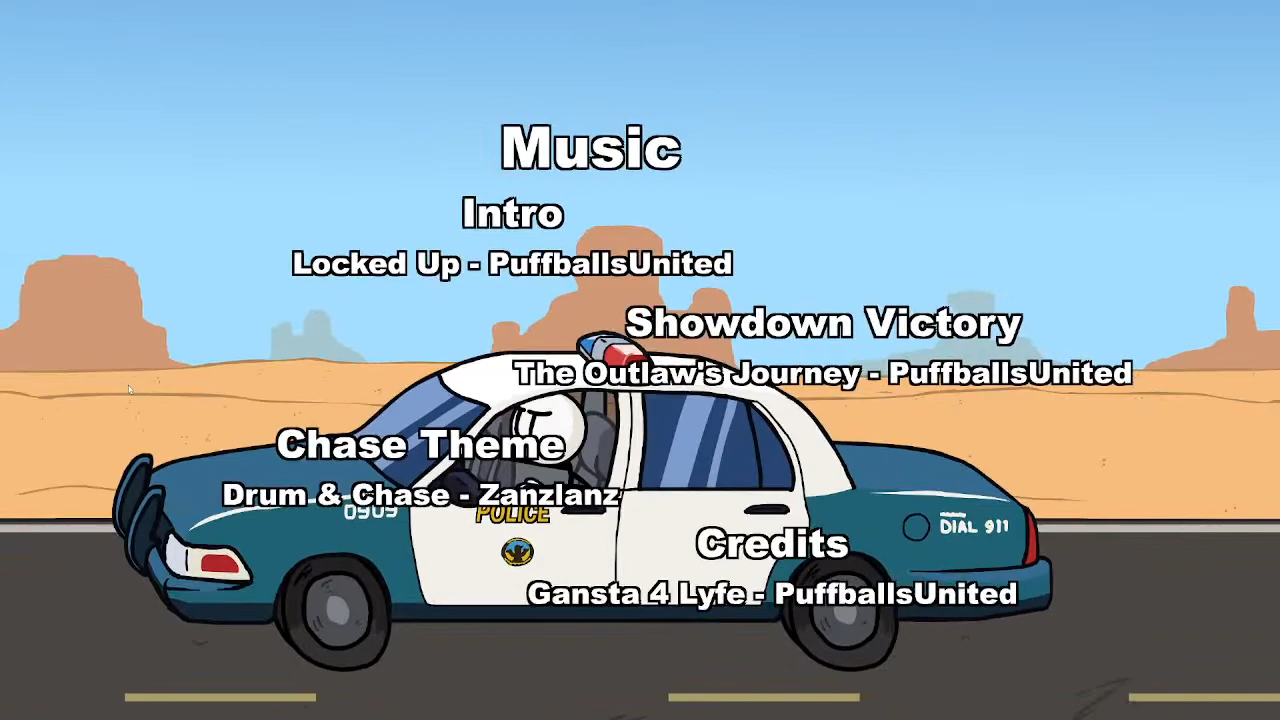 Music
Intro
Locked Up - PuffballsUnited
Showdown Victory
The Outlaw's Journey - PuffballsUnited
Chase Theme
Drum & Chase - Zanzlanz
0909
POLICE
DIAL 911
Credits
Gansta 4 Lyfe - PuffballsUnited